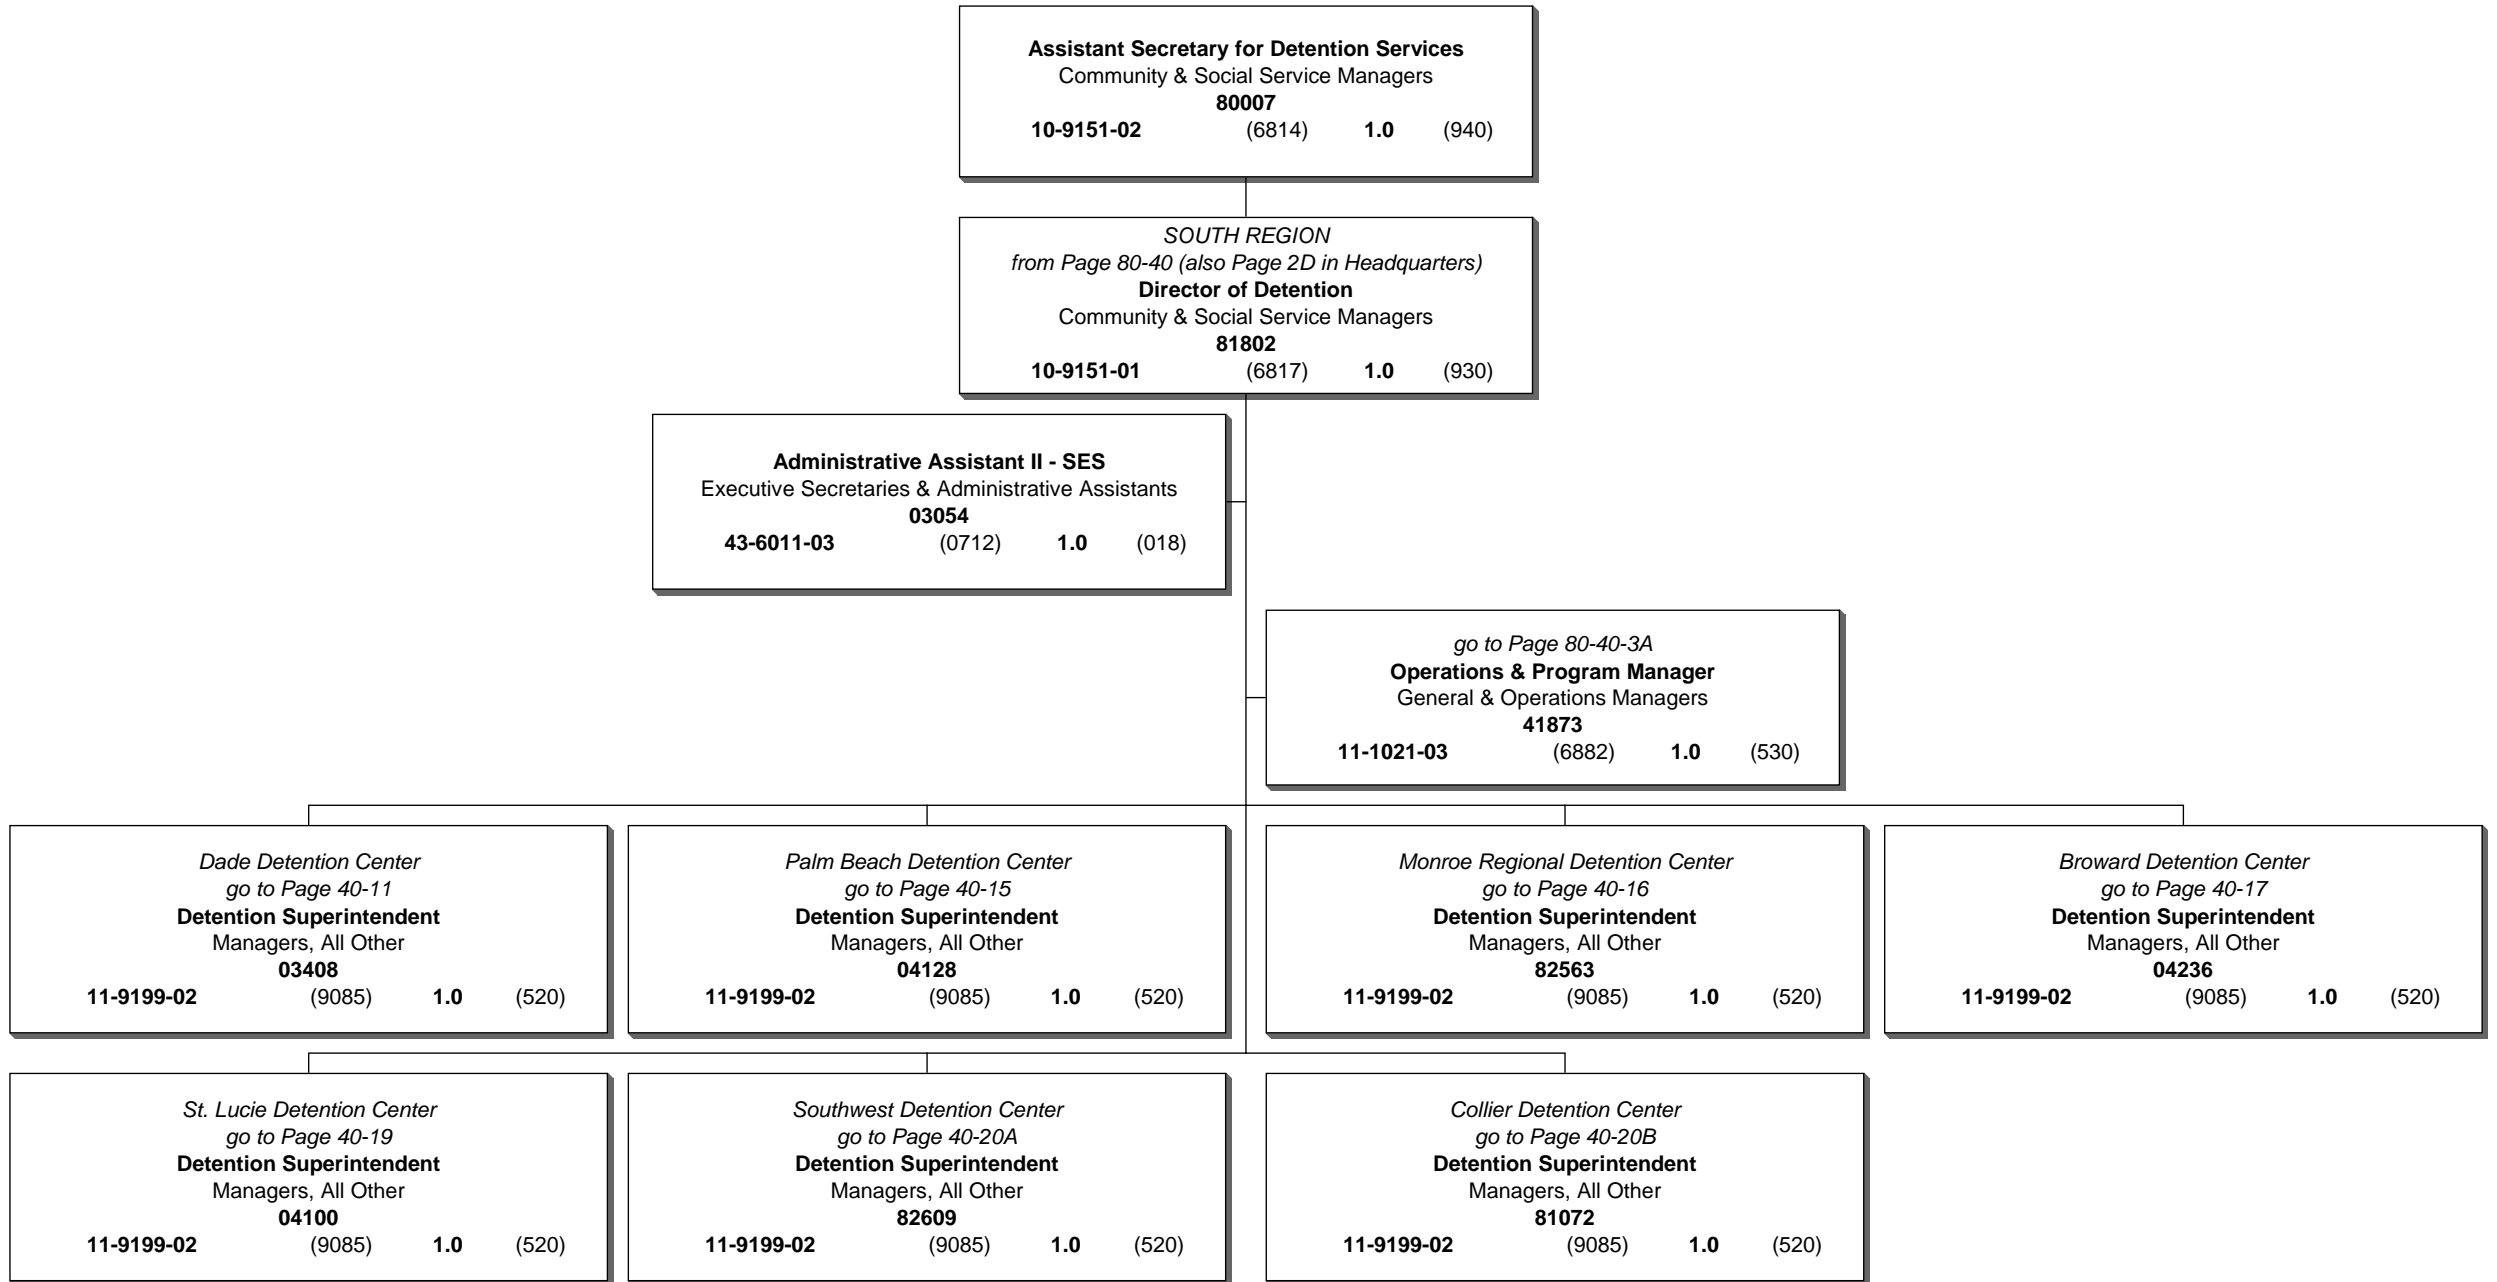 Assistant Secretary for Detention Services
Community & Social Service Managers
80007
10-9151-02 (6814) 1.0 (940)
SOUTH REGION
from Page 80-40 (also Page 2D in Headquarters)
Director of Detention
Community & Social Service Managers
81802
10-9151-01 (6817) 1.0 (930)
Administrative Assistant II - SES
Executive Secretaries & Administrative Assistants
03054
43-6011-03 (0712) 1.0 (018)
go to Page 80-40-3A
Operations & Program Manager
General & Operations Managers
41873
11-1021-03 (6882) 1.0 (530)
Dade Detention Center
go to Page 40-11
Detention Superintendent
Managers, All Other
03408
11-9199-02 (9085) 1.0 (520)
Palm Beach Detention Center
go to Page 40-15
Detention Superintendent
Managers, All Other
04128
11-9199-02 (9085) 1.0 (520)
Monroe Regional Detention Center
go to Page 40-16
Detention Superintendent
Managers, All Other
82563
11-9199-02 (9085) 1.0 (520)
Broward Detention Center
go to Page 40-17
Detention Superintendent
Managers, All Other
04236
11-9199-02 (9085) 1.0 (520)
St. Lucie Detention Center
go to Page 40-19
Detention Superintendent
Managers, All Other
04100
11-9199-02 (9085) 1.0 (520)
Southwest Detention Center
go to Page 40-20A
Detention Superintendent
Managers, All Other
82609
11-9199-02 (9085) 1.0 (520)
Collier Detention Center
go to Page 40-20B
Detention Superintendent
Managers, All Other
81072
11-9199-02 (9085) 1.0 (520)